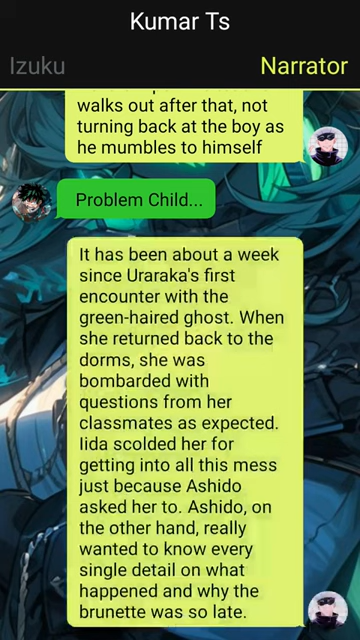 Kumar Ts
Izuku
Narrator
walks out after that, not
turning back at the boy as
he mumbles to himself
Problem Child...
It has been about a week
since Uraraka's first
encounter with the
green-haired ghost. When
she returned back to the
dorms, she was
bombarded with
questions from her
classmates as expected.
Iida scolded her for
getting into all this mess
just because Ashido
asked her to. Ashido, on
the other hand, really
wanted to know every
single detail on what
happened and why the
brunette was so late.